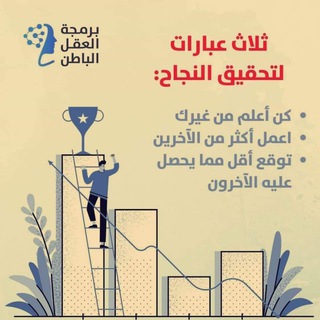 برمجة
العقل
الباطن
ثلاث عبارات
لتحقيق النجاح:
• كن أعلم من غيرك
• اعمل أكثر من الآخرين
• توقع أقل مما يحصل
عليه الآخرون